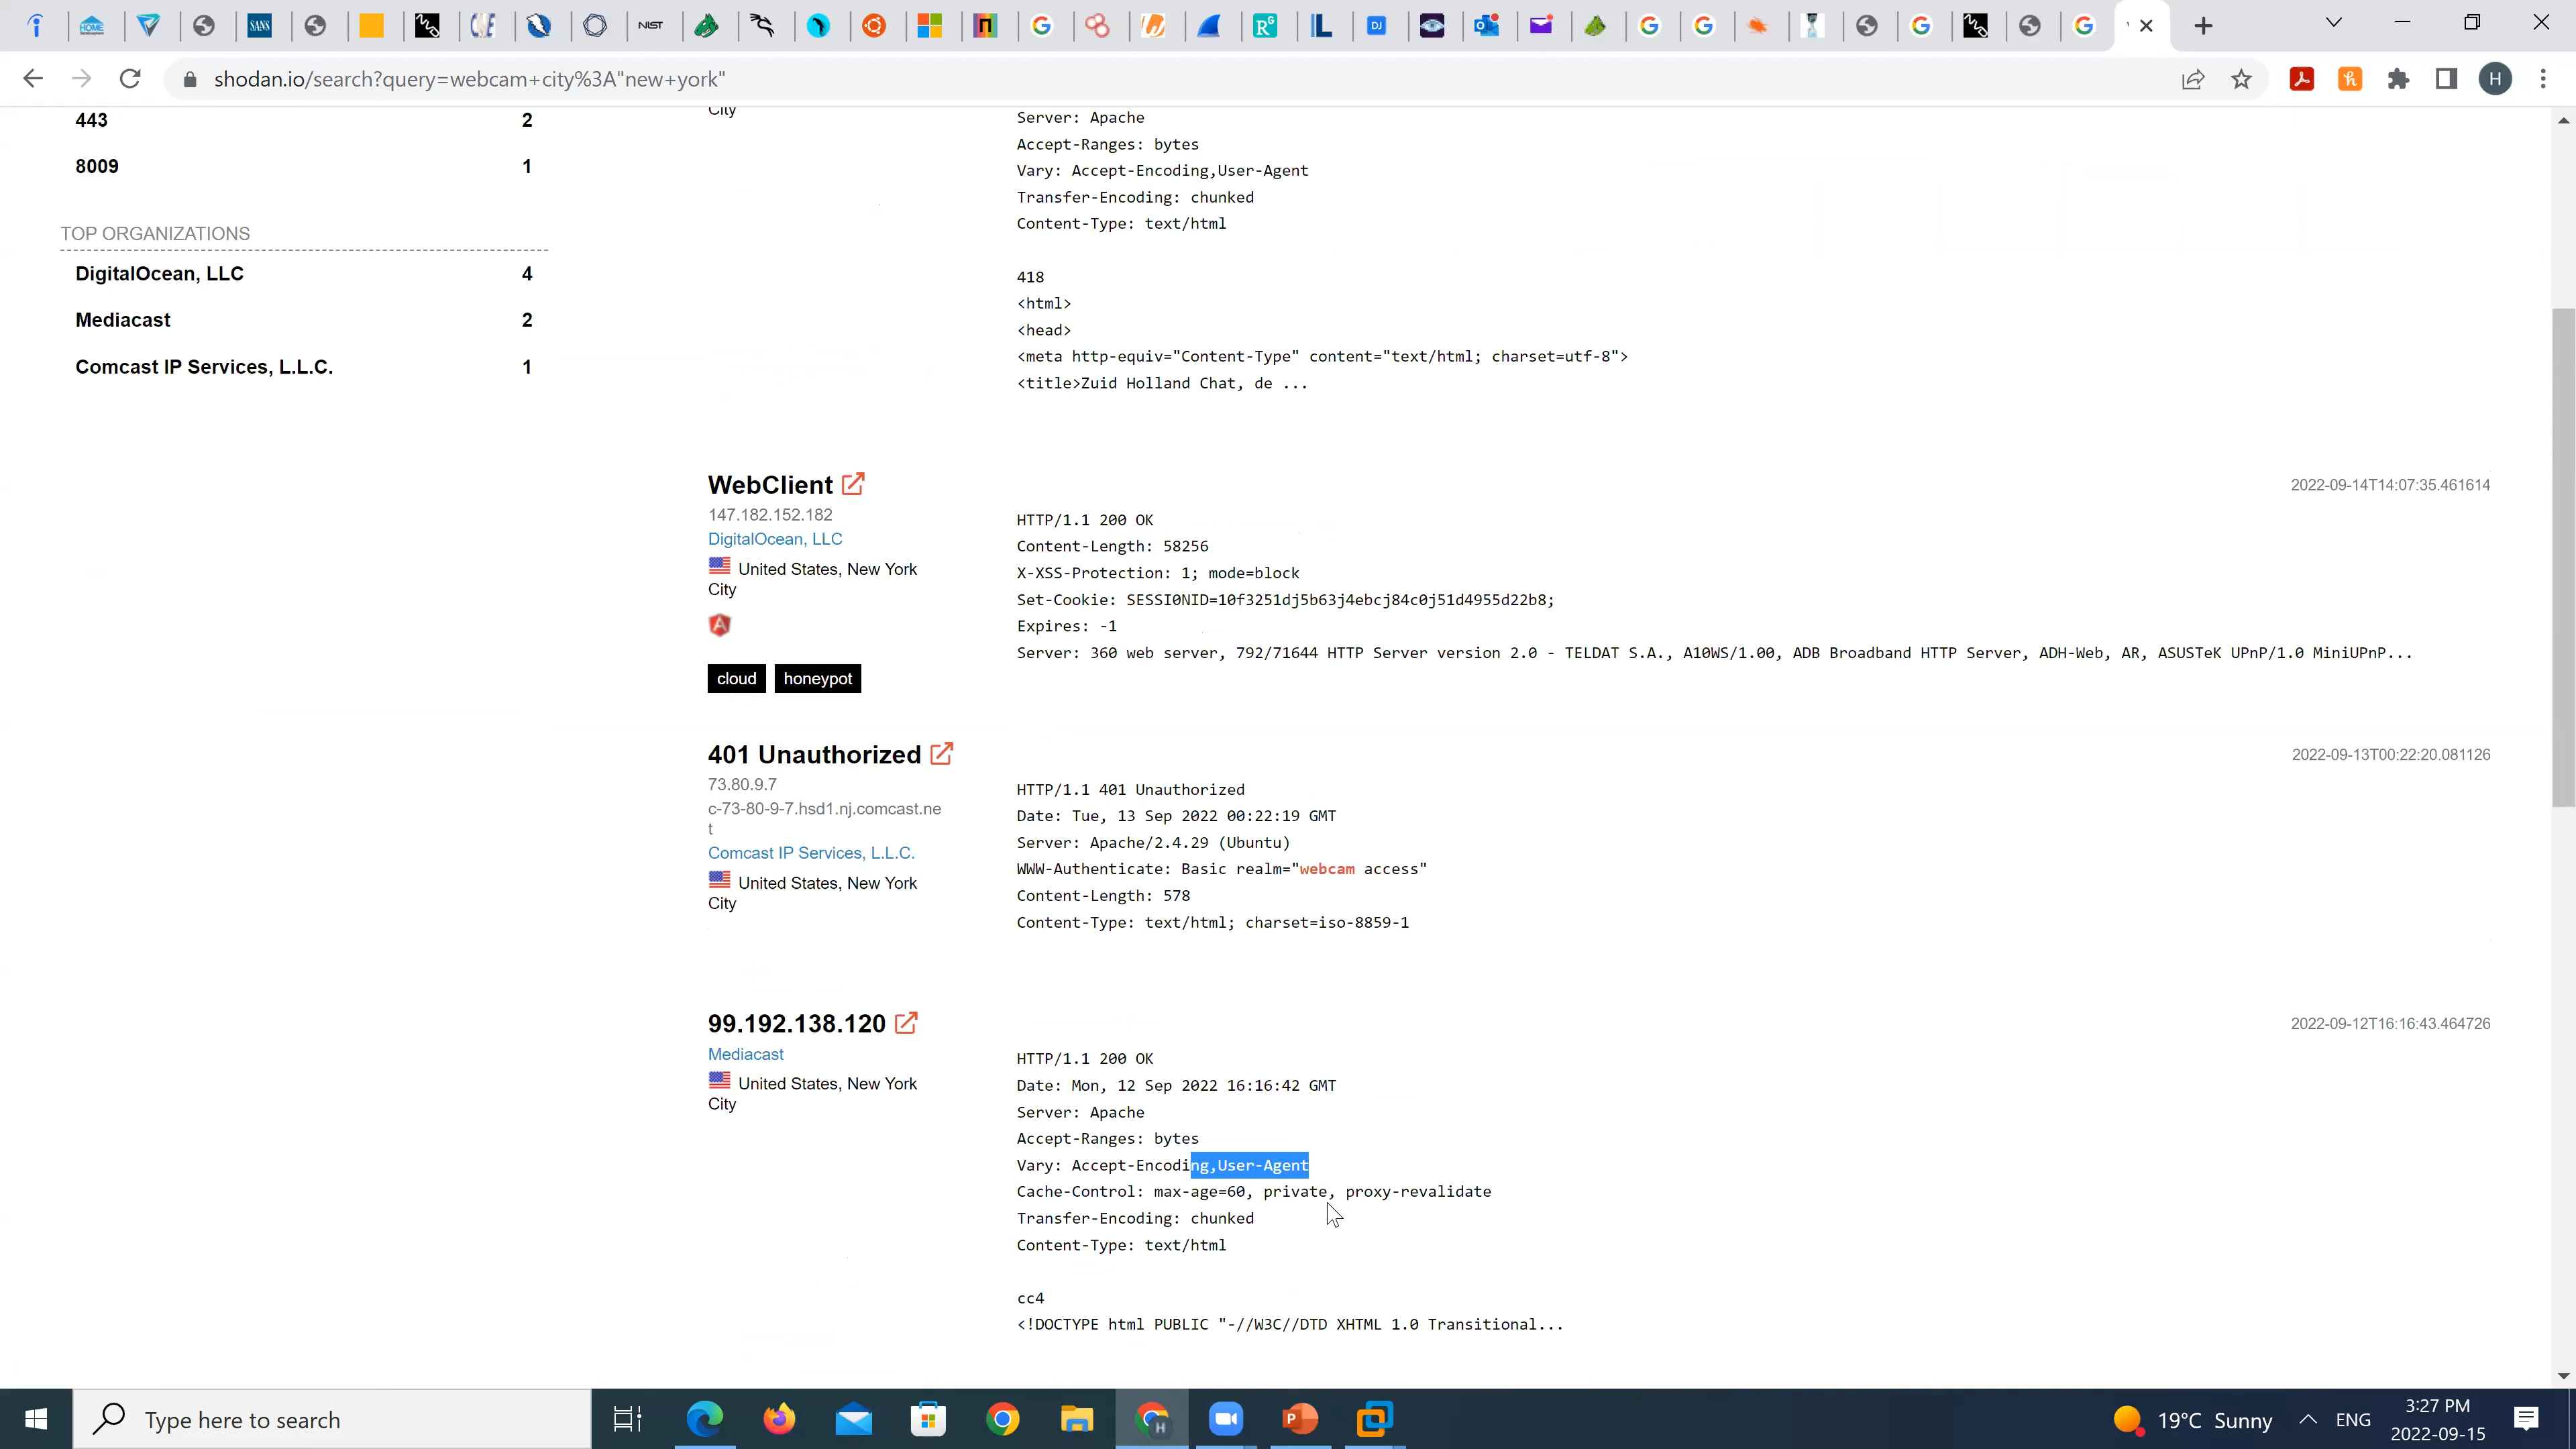 SANS
NIST
DJ
shodan.io/search?query=webcam+city%3A"new+york"
H
443 2
8009 1
TOP ORGANIZATIONS
DigitalOcean, LLC 4
Mediacast 2
Comcast IP Services, L.L.C. 1
City
Server: Apache
Accept-Ranges: bytes
Vary: Accept-Encoding,User-Agent
Transfer-Encoding: chunked
Content-Type: text/html
418
<html>
<head>
<meta http-equiv="Content-Type" content="text/html; charset=utf-8">
<title>Zuid Holland Chat, de ...
WebClient
147.182.152.182
DigitalOcean, LLC
United States, New York
City
cloud honeypot
2022-09-14T14:07:35.461614
HTTP/1.1 200 OK
Content-Length: 58256
X-XSS-Protection: 1; mode=block
Set-Cookie: SESSI0NID=10f3251dj5b63j4ebcj84c0j51d4955d22b8;
Expires: -1
Server: 360 web server, 792/71644 HTTP Server version 2.0 - TELDAT S.A., A10WS/1.00, ADB Broadband HTTP Server, ADH-Web, AR, ASUSTeK UPnP/1.0 MiniUPnP...
401 Unauthorized
73.80.9.7
c-73-80-9-7.hsd1.nj.comcast.ne
t
Comcast IP Services, L.L.C.
United States, New York
City
2022-09-13T00:22:20.081126
HTTP/1.1 401 Unauthorized
Date: Tue, 13 Sep 2022 00:22:19 GMT
Server: Apache/2.4.29 (Ubuntu)
WWW-Authenticate: Basic realm="webcam access"
Content-Length: 578
Content-Type: text/html; charset=iso-8859-1
99.192.138.120
Mediacast
United States, New York
City
2022-09-12T16:16:43.464726
HTTP/1.1 200 OK
Date: Mon, 12 Sep 2022 16:16:42 GMT
Server: Apache
Accept-Ranges: bytes
Vary: Accept-Encoding,User-Agent
Cache-Control: max-age=60, private, proxy-revalidate
Transfer-Encoding: chunked
Content-Type: text/html
cc4
<!DOCTYPE html PUBLIC "-//W3C//DTD XHTML 1.0 Transitional...
Type here to search
19°C Sunny
ENG
3:27 PM
2022-09-15